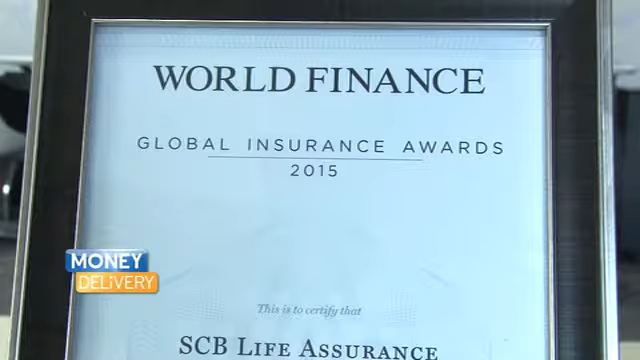 WORLD FINANCE
GLOBAL INSURANCE AWARDS
2015
MONEY
DELIVERY
This is to certify that
SCB LIFE ASSURANCE